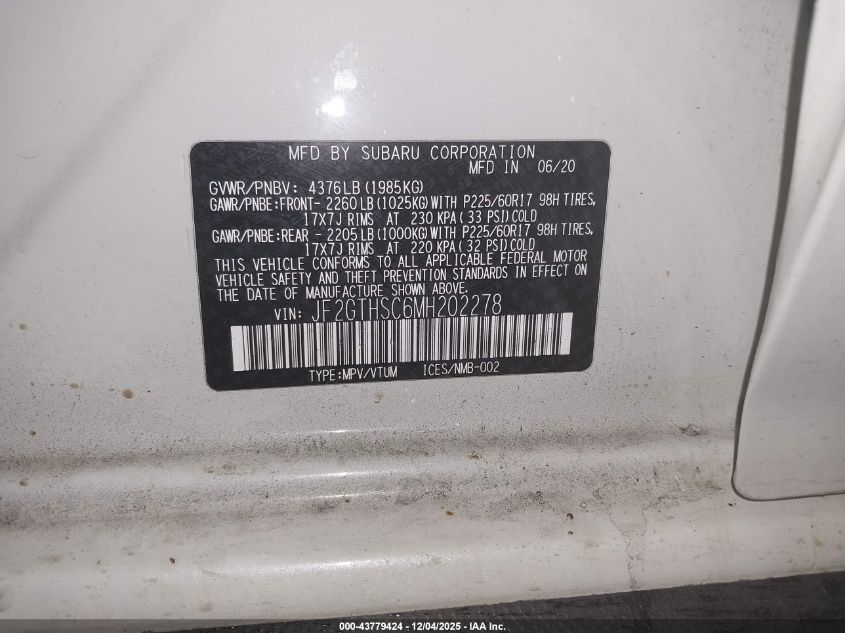 MFD BY SUBARU CORPORATION
MFD IN 06/20
GVWR/PNBV: 4376LB (1985KG)
GAWR/PNBE:FRONT- 2260LB (1025KG) WITH P225/60R17 98H TIRES,
17X7J RIMS AT 230 KPA (33 PSI) COLD
GAWR/PNBE:REAR - 2205LB (1000KG) WITH P225/60R17 98H TIRES,
17X7J RIMS AT 220 KPA (32 PSI) COLD
THIS VEHICLE CONFORMS TO ALL APPLICABLE FEDERAL MOTOR
VEHICLE SAFETY AND THEFT PREVENTION STANDARDS IN EFFECT ON
THE DATE OF MANUFACTURE SHOWN ABOVE.
VIN: JF2GTHSC6MH202278
TYPE:MPV/VTUM ICES/NMB-002
000-43779424 - 12/04/2025 - IAA Inc.